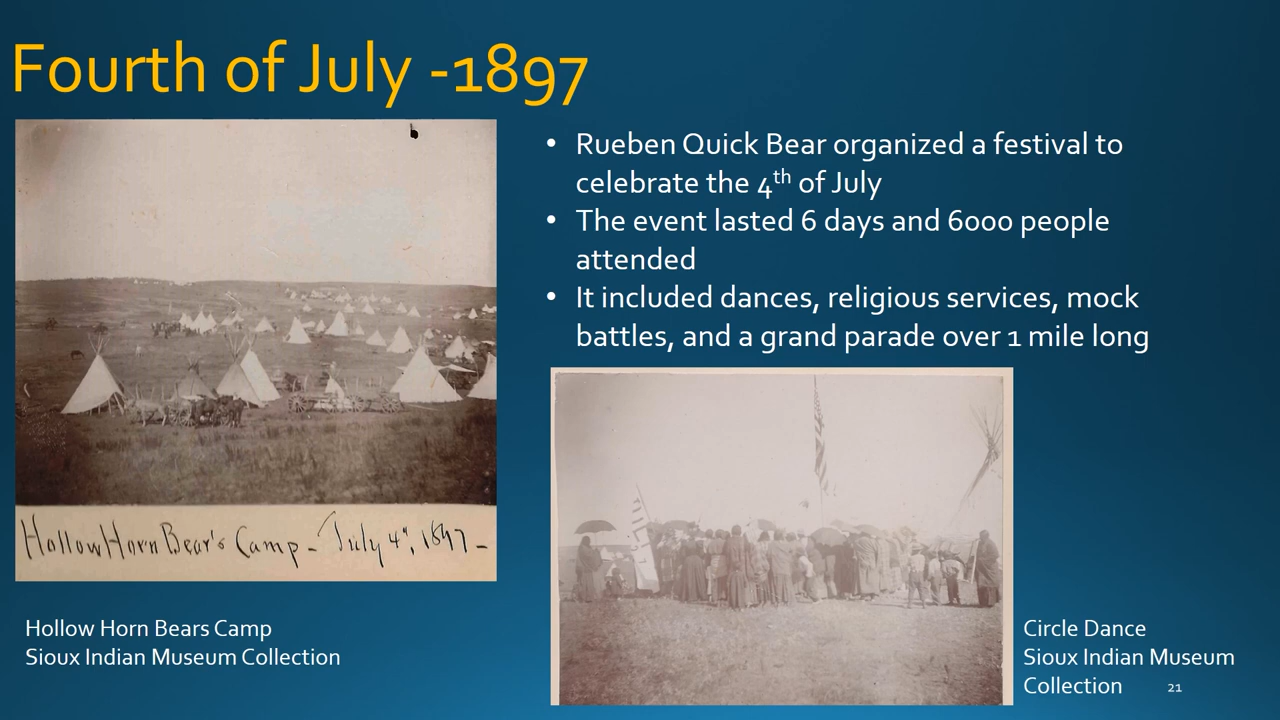 Fourth of July -1897
• Rueben Quick Bear organized a festival to
celebrate the 4th of July
• The event lasted 6 days and 6000 people
attended
• It included dances, religious services, mock
battles, and a grand parade over 1 mile long
Hollow Horn Bear's Camp - July 4", 1897 -
Hollow Horn Bears Camp
Sioux Indian Museum Collection
Circle Dance
Sioux Indian Museum
Collection
21